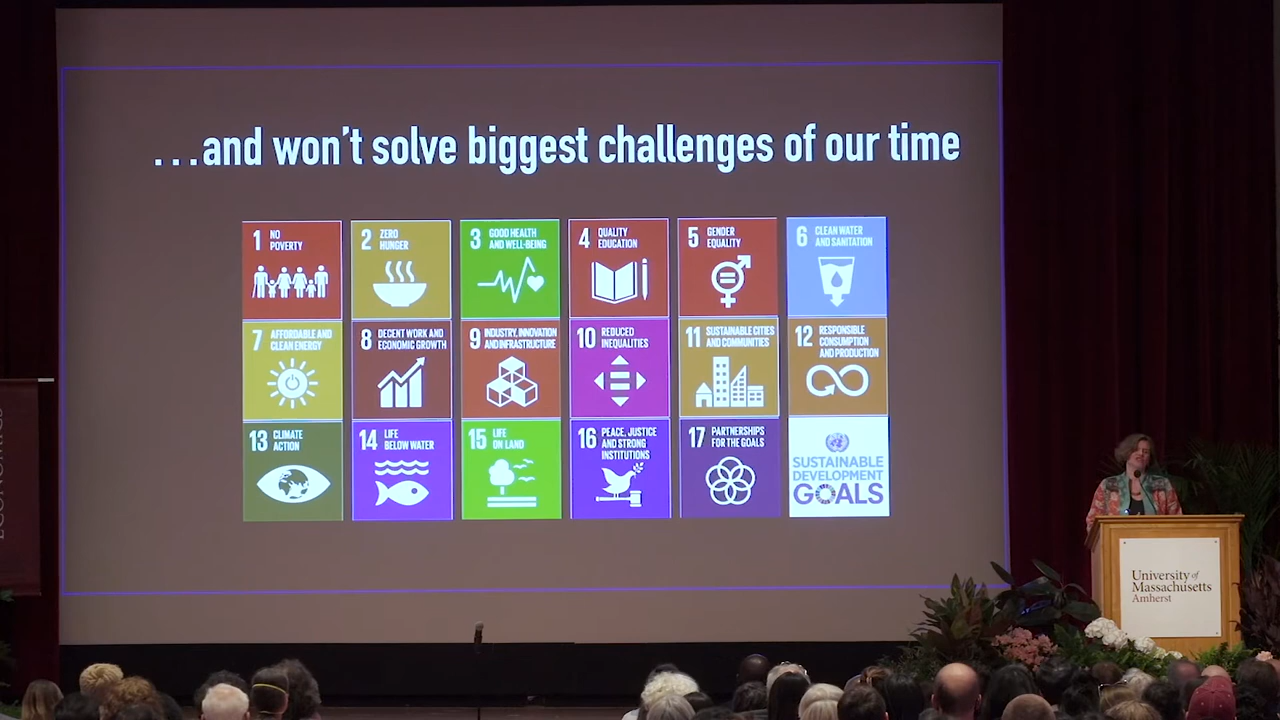 ...and won't solve biggest challenges of our time
1 NO
POVERTY
2 ZERO
HUNGER
3 GOOD HEALTH
AND WELL-BEING
4 QUALITY
EDUCATION
5 GENDER
EQUALITY
6 CLEAN WATER
AND SANITATION
7 AFFORDABLE AND
CLEAN ENERGY
8 DECENT WORK AND
ECONOMIC GROWTH
9 INDUSTRY, INNOVATION
AND INFRASTRUCTURE
10 REDUCED
INEQUALITIES
11 SUSTAINABLE CITIES
AND COMMUNITIES
12 RESPONSIBLE
CONSUMPTION
AND PRODUCTION
13 CLIMATE
ACTION
14 LIFE
BELOW WATER
15 LIFE
ON LAND
16 PEACE, JUSTICE
AND STRONG
INSTITUTIONS
17 PARTNERSHIPS
FOR THE GOALS
SUSTAINABLE
DEVELOPMENT
GOALS
University of
Massachusetts
Amherst